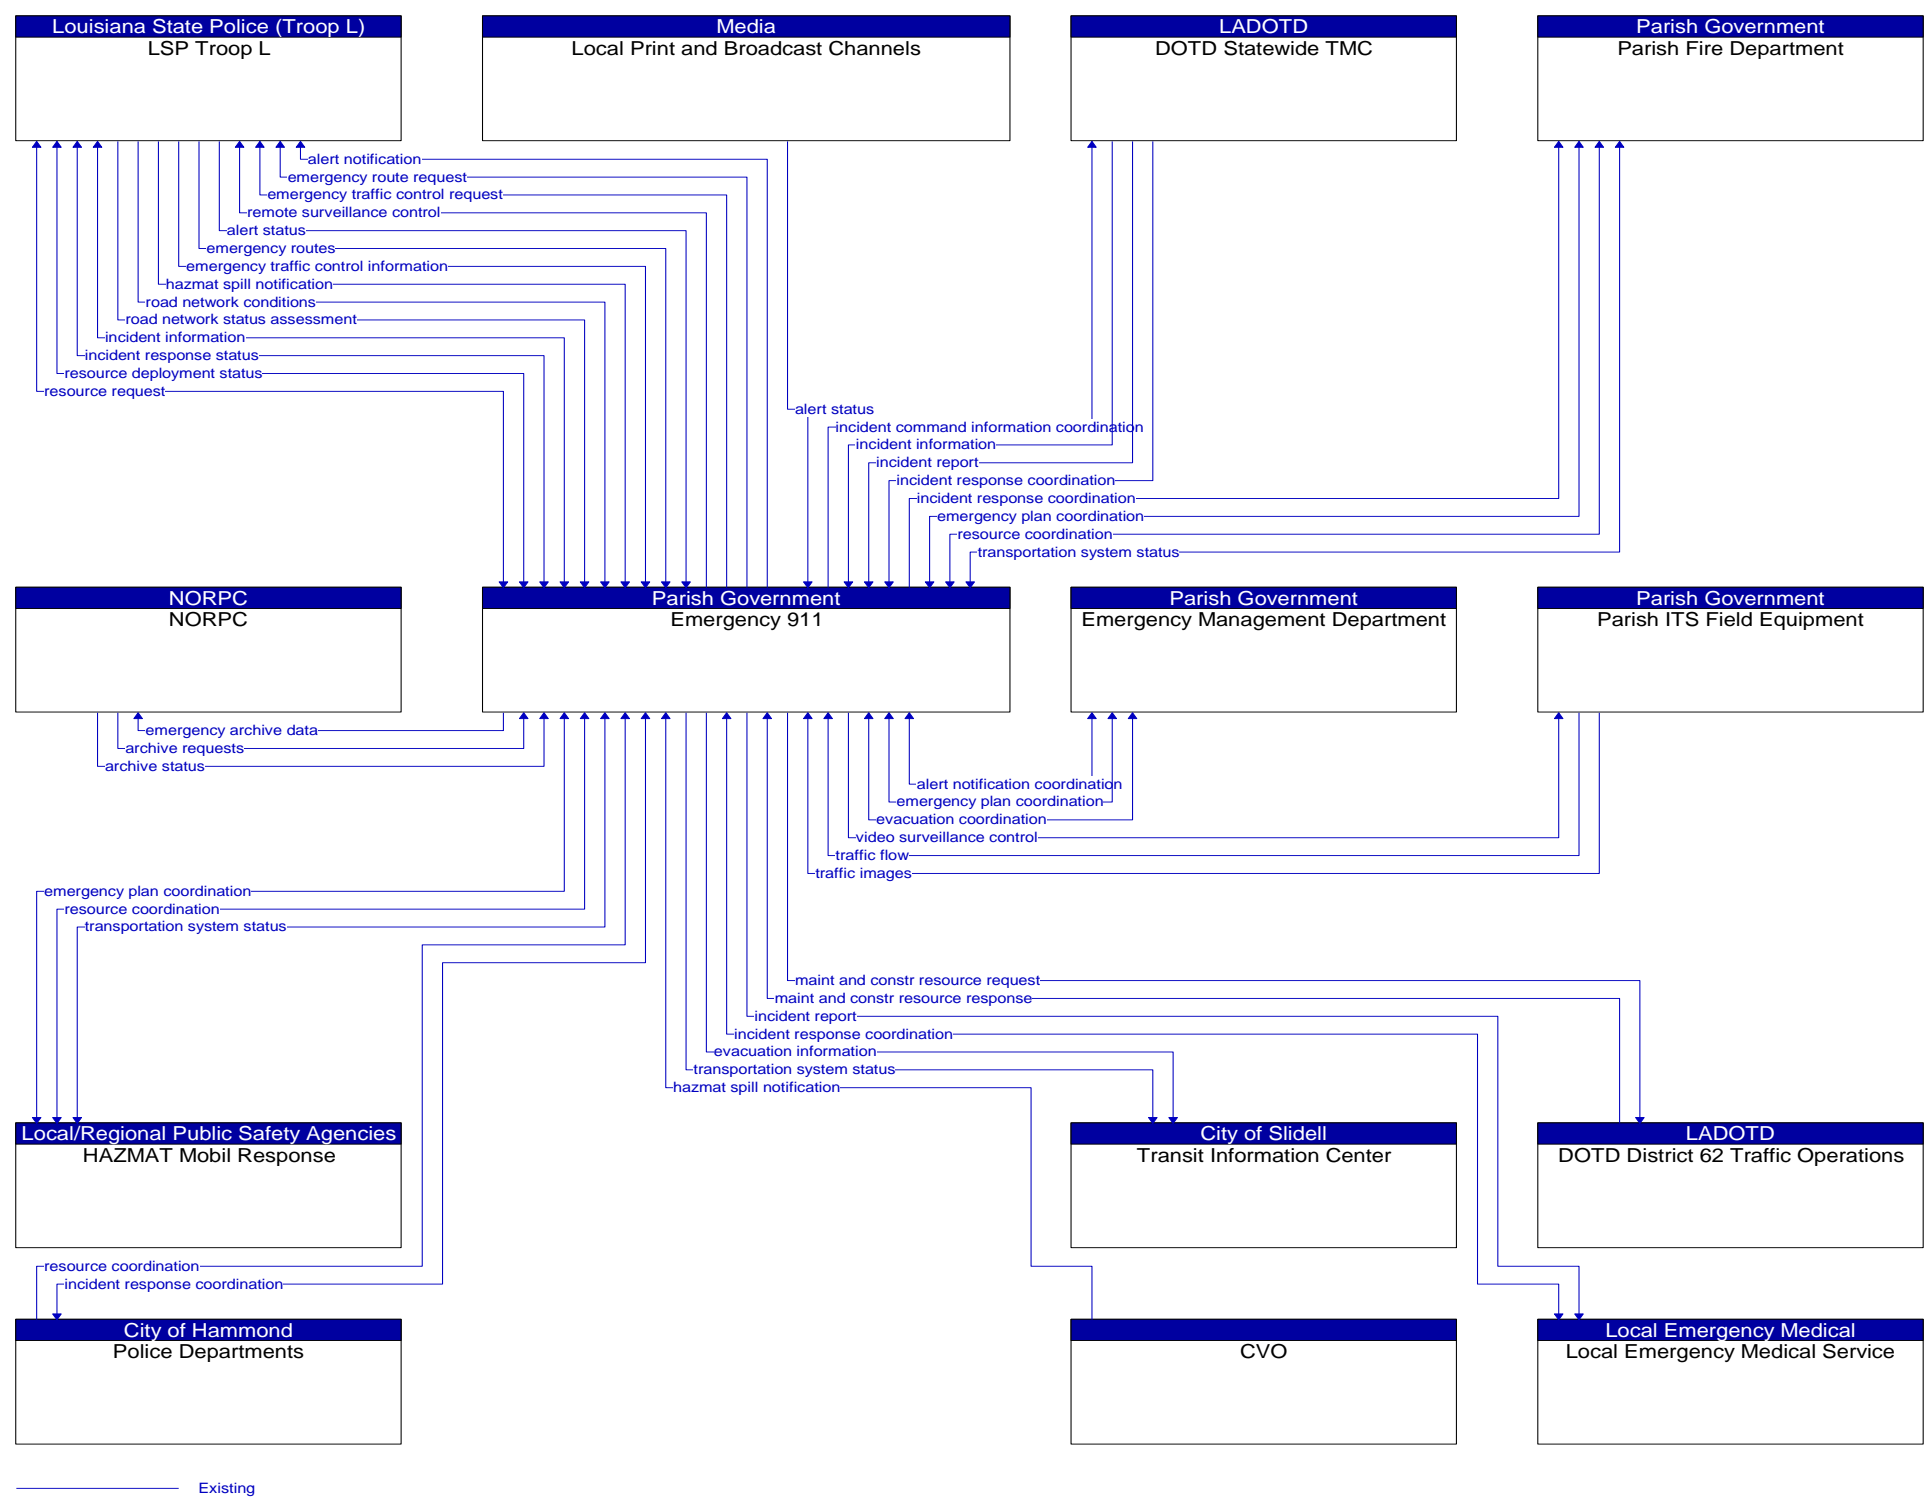 Louisiana State Police (Troop L)
LSP Troop L
Media
Local Print and Broadcast Channels
LADOTD
DOTD Statewide TMC
Parish Government
Parish Fire Department
alert notification
emergency route request
emergency traffic control request
remote surveillance control
alert status
emergency routes
emergency traffic control information
hazmat spill notification
road network conditions
road network status assessment
incident information
incident response status
resource deployment status
resource request
alert status
incident command information coordination
incident information
incident report
incident response coordination
incident response coordination
emergency plan coordination
resource coordination
transportation system status
NORPC
NORPC
Parish Government
Emergency 911
Parish Government
Emergency Management Department
Parish Government
Parish ITS Field Equipment
emergency archive data
archive requests
archive status
alert notification coordination
emergency plan coordination
evacuation coordination
video surveillance control
traffic flow
traffic images
emergency plan coordination
resource coordination
transportation system status
maint and constr resource request
maint and constr resource response
incident report
incident response coordination
evacuation information
transportation system status
hazmat spill notification
Local/Regional Public Safety Agencies
HAZMAT Mobil Response
City of Slidell
Transit Information Center
LADOTD
DOTD District 62 Traffic Operations
resource coordination
incident response coordination
City of Hammond
Police Departments
CVO
Local Emergency Medical
Local Emergency Medical Service
Existing